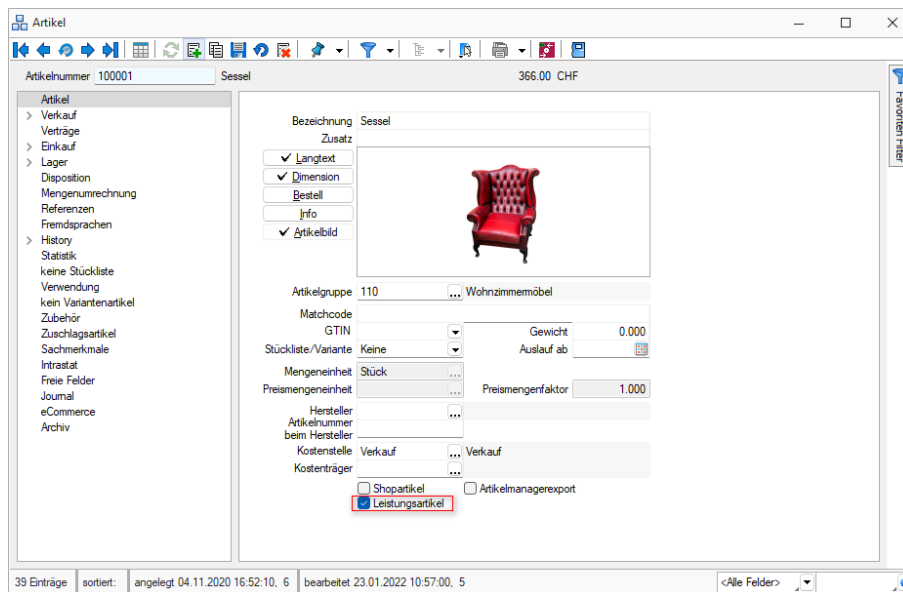 Artikel
Artikelnummer 100001 Sessel 366.00 CHF
Favoriten Filter
Artikel
Verkauf
Verträge
Einkauf
Lager
Disposition
Mengenumrechnung
Referenzen
Fremdsprachen
History
Statistik
keine Stückliste
Verwendung
kein Variantenartikel
Zubehör
Zuschlagsartikel
Sachmerkmale
Intrastat
Freie Felder
Journal
eCommerce
Archiv
Bezeichnung Sessel
Zusatz
Langtext
Dimension
Bestell
Info
Artikelbild
Artikelgruppe 110 ... Wohnzimmermöbel
Matchcode
GTIN Gewicht 0.000
Stückliste/Variante Keine Auslauf ab
Mengeneinheit Stück ...
Preismengeneinheit ... Preismengenfaktor 1.000
Hersteller ...
Artikelnummer
beim Hersteller
Kostenstelle Verkauf ... Verkauf
Kostenträger ...
Shopartikel Artikelmanagerexport
Leistungsartikel
39 Einträge sortiert: angelegt 04.11.2020 16:52:10, 6 bearbeitet 23.01.2022 10:57:00, 5 <Alle Felder>